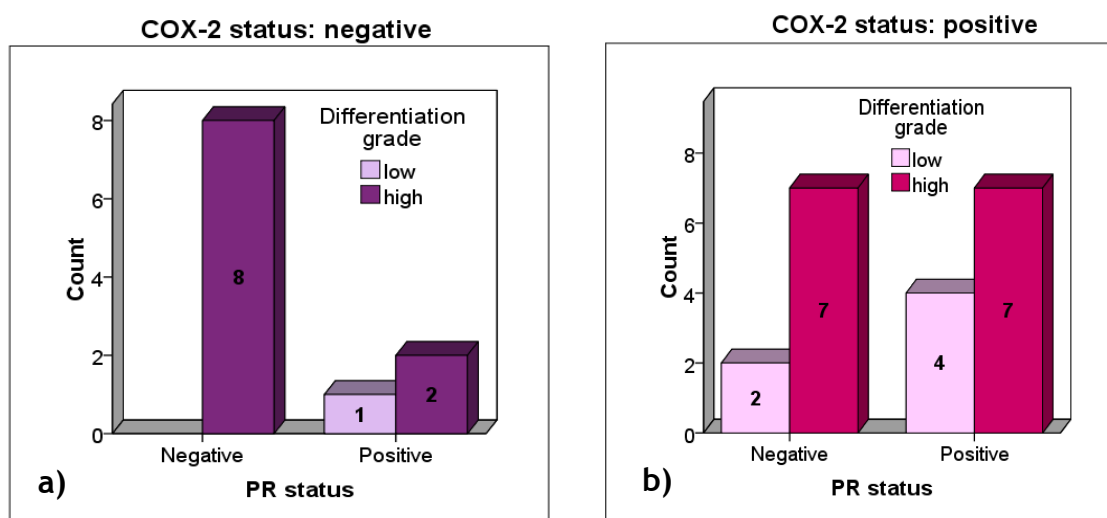 COX-2 status: negative
Differentiation
grade
low
high
Count
8
6
4
2
0
8
1
2
Negative
Positive
PR status
a)
COX-2 status: positive
Differentiation
grade
low
high
Count
8
6
4
2
0
2
7
4
7
Negative
Positive
PR status
b)